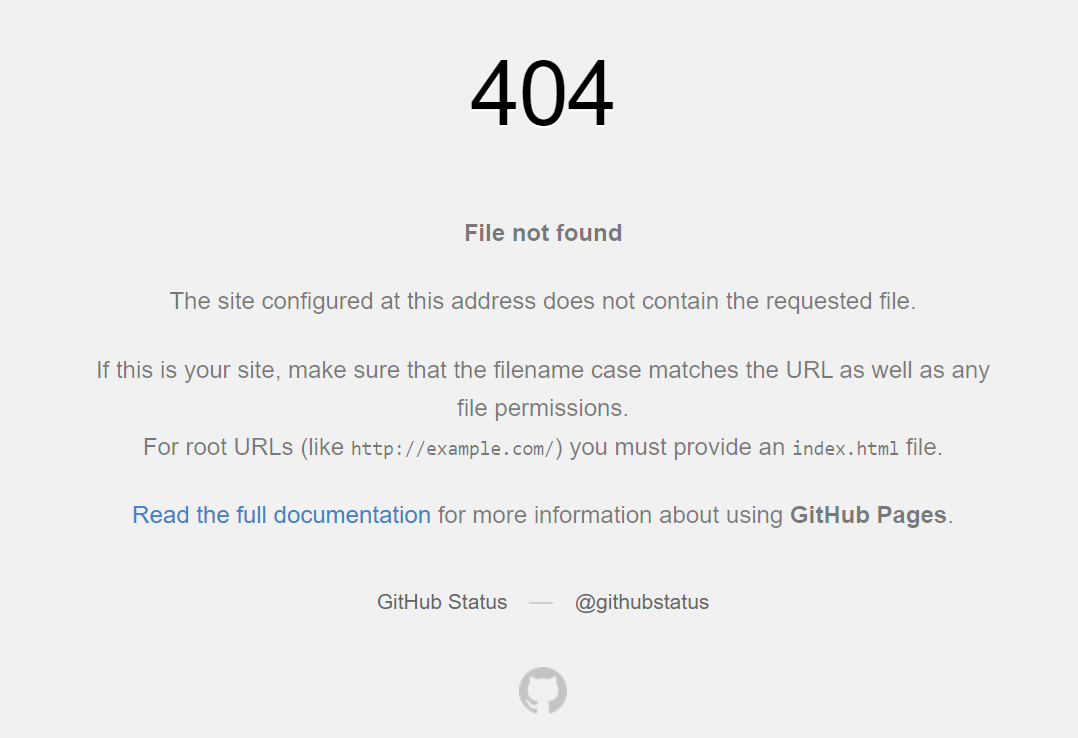 404
File not found
The site configured at this address does not contain the requested file.
If this is your site, make sure that the filename case matches the URL as well as any
file permissions.
For root URLs (like http://example.com/) you must provide an index.html file.
Read the full documentation for more information about using GitHub Pages.
GitHub Status — @githubstatus